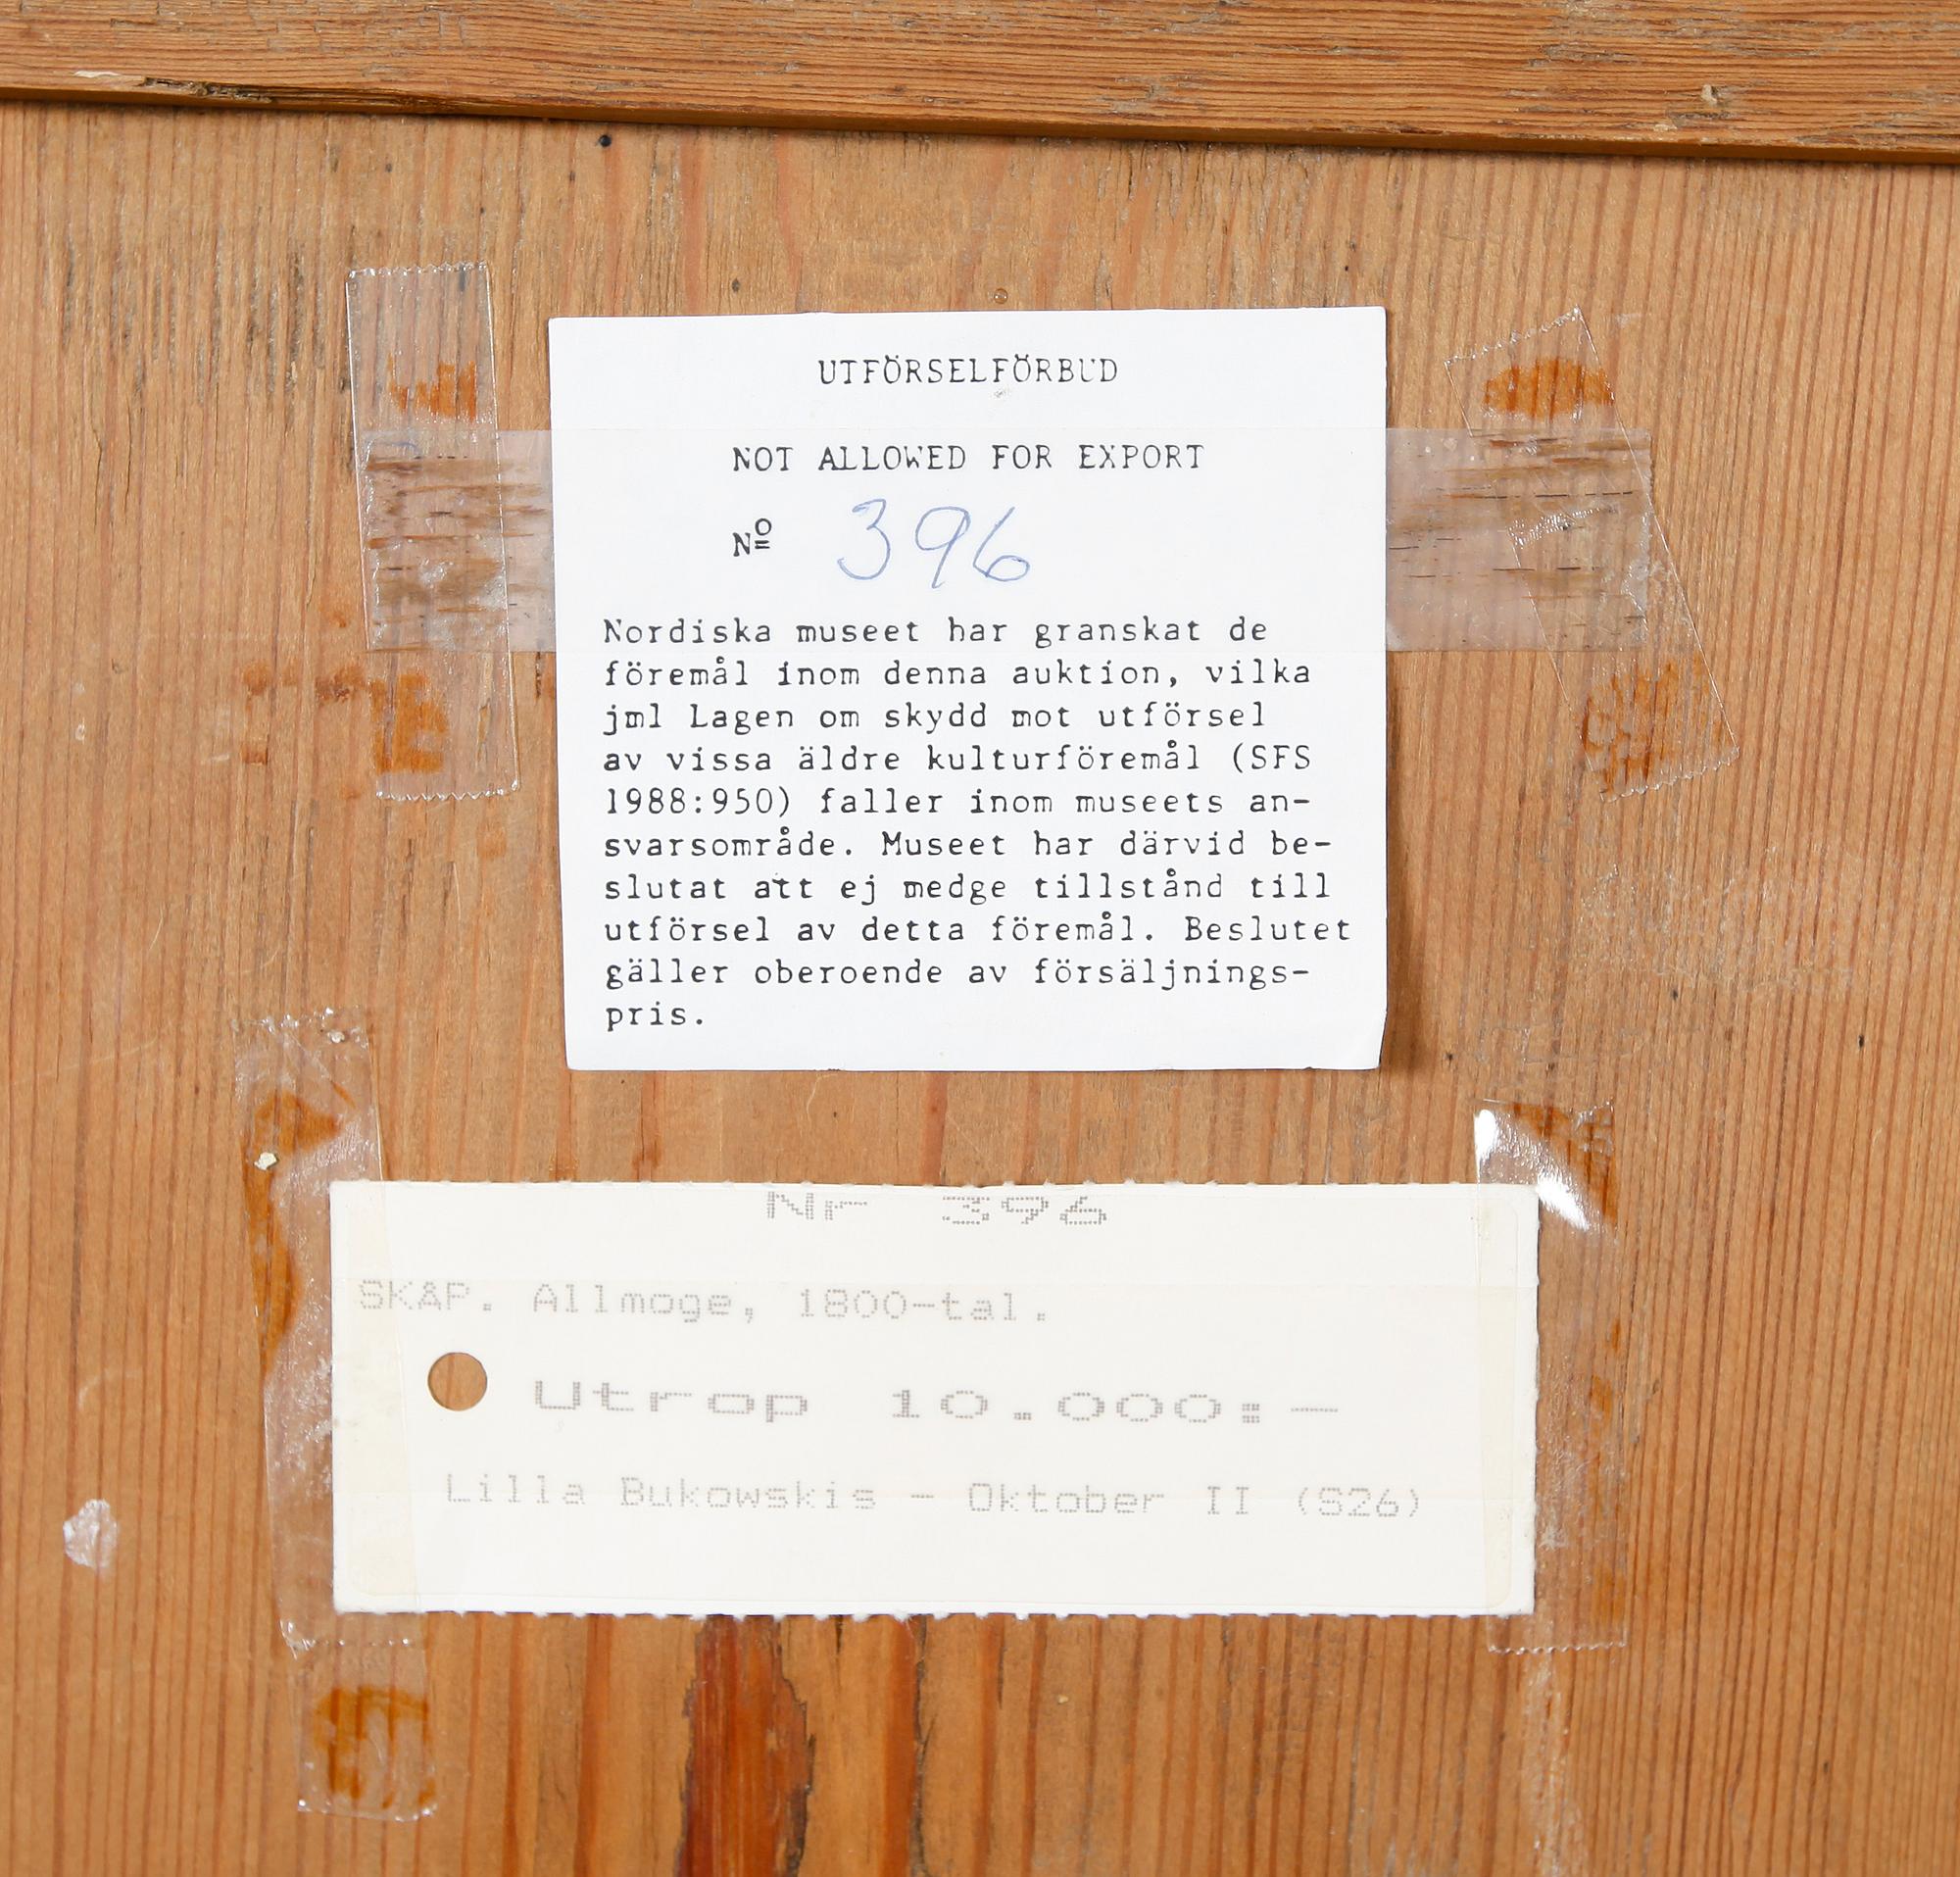 UTFÖRSELFÖRBUD
NOT ALLOWED FOR EXPORT
Nº 396
Nordiska museet har granskat de
föremål inom denna auktion, vilka
jml Lagen om skydd mot utförsel
av vissa äldre kulturföremål (SFS
1988:950) faller inom museets an-
svarsområde. Museet har därvid be-
slutat att ej medge tillstånd till
utförsel av detta föremål. Beslutet
gäller oberoende av försäljnings-
pris.
Nr 396
SKÅP. Allmoge, 1800-tal.
Utrop 10.000:-
Lilla Bukowskis - Oktober II (S26)